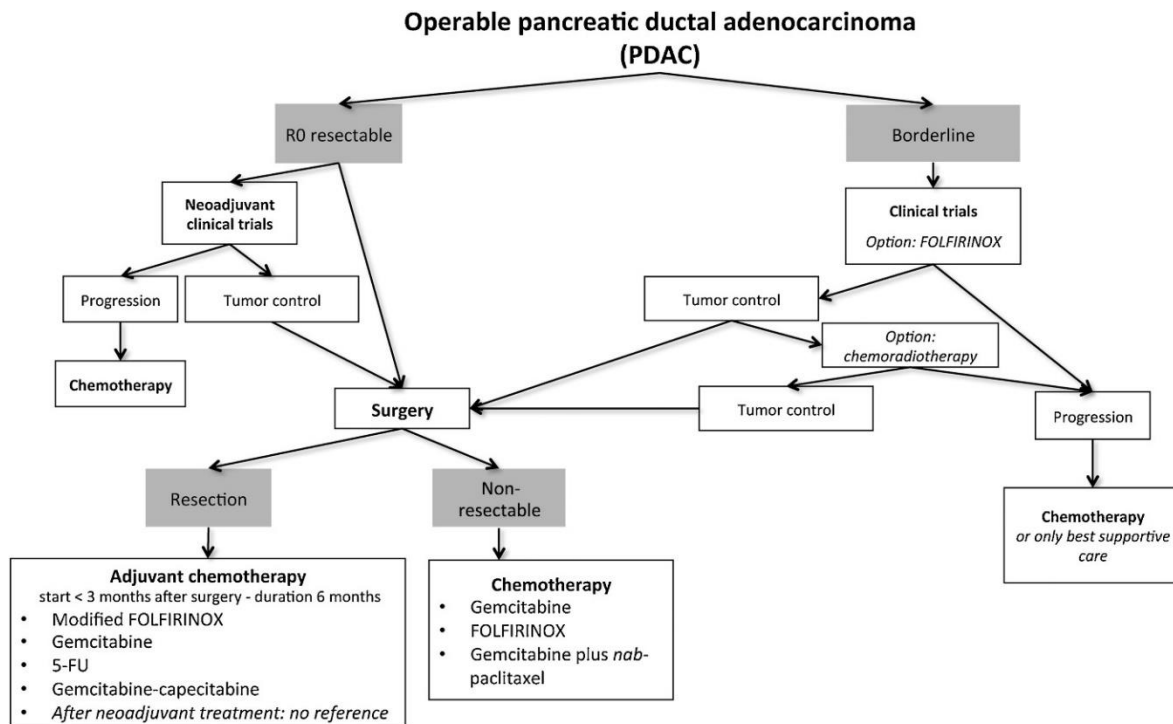 Operable pancreatic ductal adenocarcinoma
(PDAC)
R0 resectable
Borderline
Neoadjuvant
clinical trials
Clinical trials
Option: FOLFIRINOX
Progression
Tumor control
Tumor control
Option:
chemoradiotherapy
Chemotherapy
Surgery
Tumor control
Progression
Resection
Non-
resectable
Chemotherapy
or only best supportive
care
Adjuvant chemotherapy
start < 3 months after surgery - duration 6 months
• Modified FOLFIRINOX
• Gemcitabine
• 5-FU
• Gemcitabine-capecitabine
• After neoadjuvant treatment: no reference
Chemotherapy
• Gemcitabine
• FOLFIRINOX
• Gemcitabine plus nab-
paclitaxel